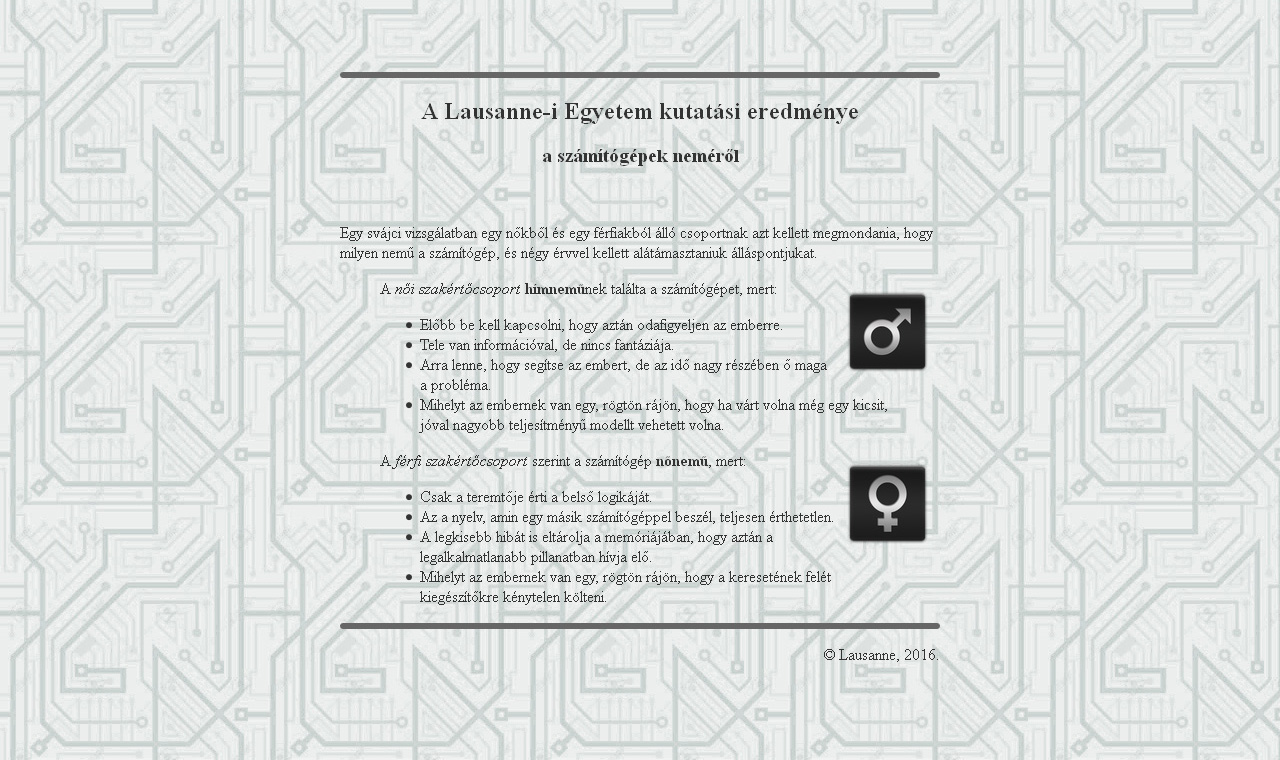 A Lausanne-i Egyetem kutatási eredménye
a számítógépek neméről
Egy svájci vizsgálatban egy nőkből és egy férfiakból álló csoportnak azt kellett megmondania, hogy
milyen nemű a számítógép, és négy érvvel kellett alátámasztaniuk álláspontjukat.
A női szakértőcsoport hímneműnek találta a számítógépet, mert:
• Előbb be kell kapcsolni, hogy aztán odafigyeljen az emberre.
• Tele van információval, de nincs fantáziája.
• Arra lenne, hogy segítse az embert, de az idő nagy részében ő maga
a probléma.
• Mihelyt az embernek van egy, rögtön rájön, hogy ha várt volna még egy kicsit,
jóval nagyobb teljesítményű modellt vehetett volna.
A férfi szakértőcsoport szerint a számítógép nőnemű, mert:
• Csak a teremtője érti a belső logikáját.
• Az a nyelv, amin egy másik számítógéppel beszél, teljesen érthetetlen.
• A legkisebb hibát is eltárolja a memóriájában, hogy aztán a
legalkalmatlanabb pillanatban hívja elő.
• Mihelyt az embernek van egy, rögtön rájön, hogy a keresetének felét
kiegészítőkre kénytelen költeni.
© Lausanne, 2016.